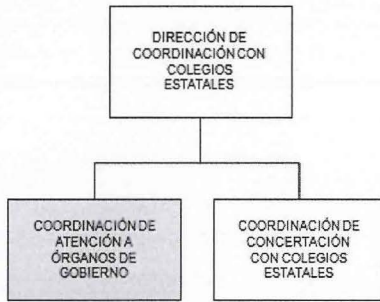 DIRECCIÓN DE
COORDINACIÓN CON
COLEGIOS
ESTATALES
COORDINACIÓN DE
ATENCIÓN A
ÓRGANOS DE
GOBIERNO
COORDINACIÓN DE
CONCERTACIÓN
CON COLEGIOS
ESTATALES